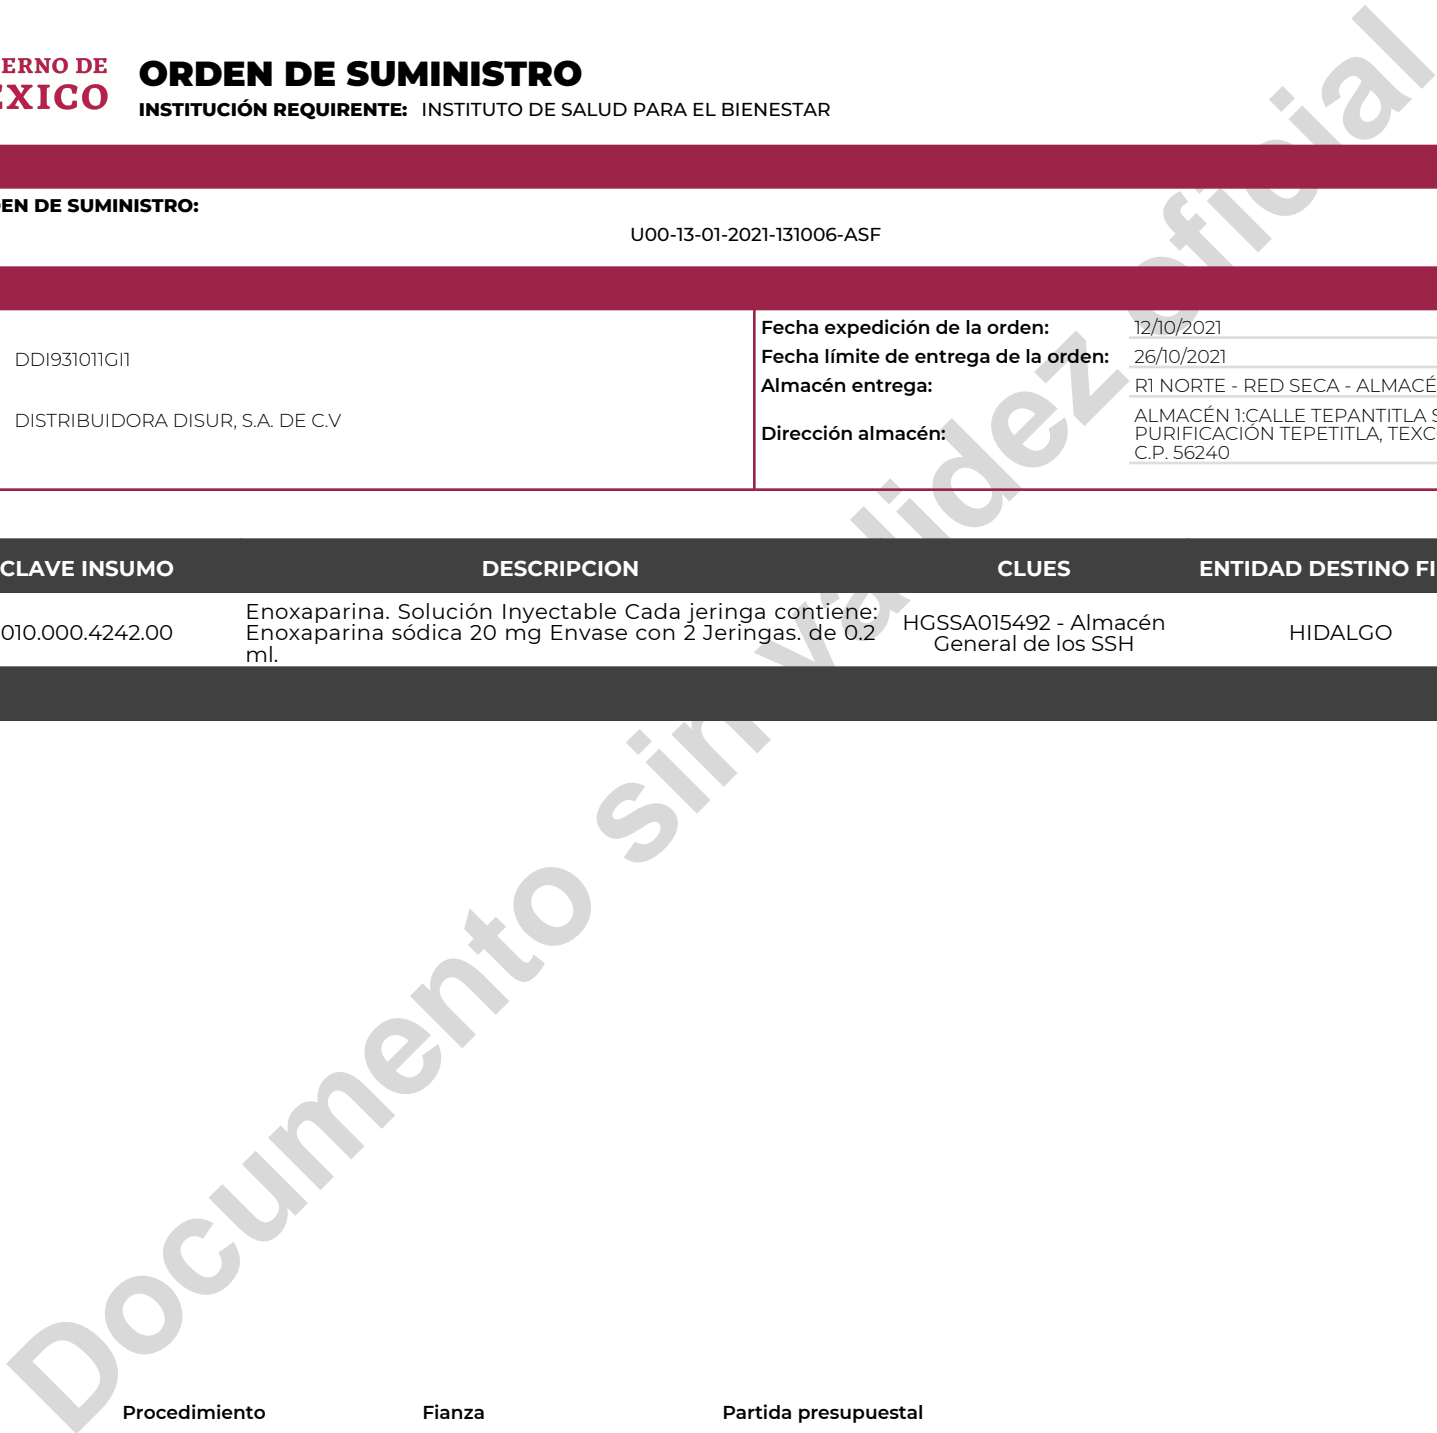 ERNO DE
ÉXICO
ORDEN DE SUMINISTRO
INSTITUCIÓN REQUIRENTE: INSTITUTO DE SALUD PARA EL BIENESTAR
EN DE SUMINISTRO:
U00-13-01-2021-131006-ASF
DDI931011GI1
DISTRIBUIDORA DISUR, S.A. DE C.V
Fecha expedición de la orden: 12/10/2021
Fecha límite de entrega de la orden: 26/10/2021
Almacén entrega: R1 NORTE - RED SECA - ALMACÉ
Dirección almacén:
ALMACÉN 1:CALLE TEPANTITLA S
PURIFICACIÓN TEPETITLA, TEXC
C.P. 56240
CLAVE INSUMO DESCRIPCION CLUES ENTIDAD DESTINO FI
010.000.4242.00
Enoxaparina. Solución Inyectable Cada jeringa contiene:
Enoxaparina sódica 20 mg Envase con 2 Jeringas. de 0.2
ml.
HGSSA015492 - Almacén
General de los SSH
HIDALGO
Documento sin validez oficial
Procedimiento Fianza Partida presupuestal